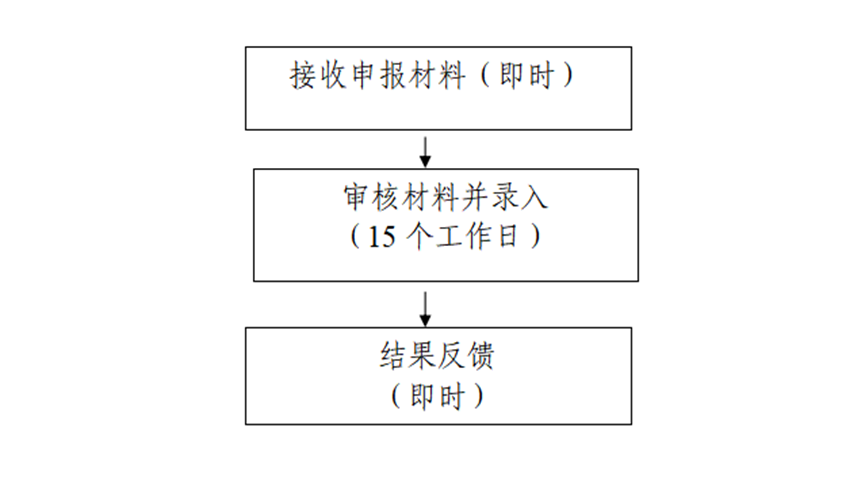 接收申报材料（即时）
审核材料并录入
（15 个工作日）
结果反馈
（即时）